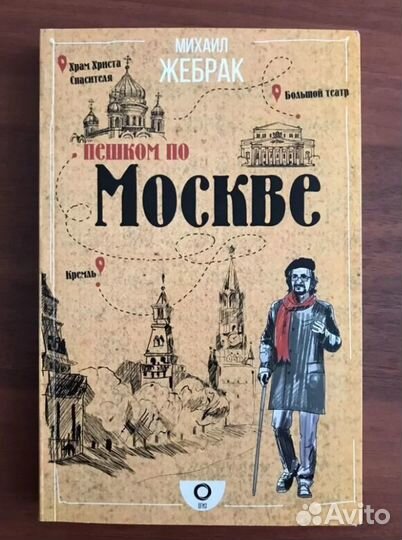 МИХАИЛ
ЖЕБРАК
Храм Христа
Спасителя
Большой театр
ПЕШКОМ ПО
МОСКВЕ
Кремль
Avito